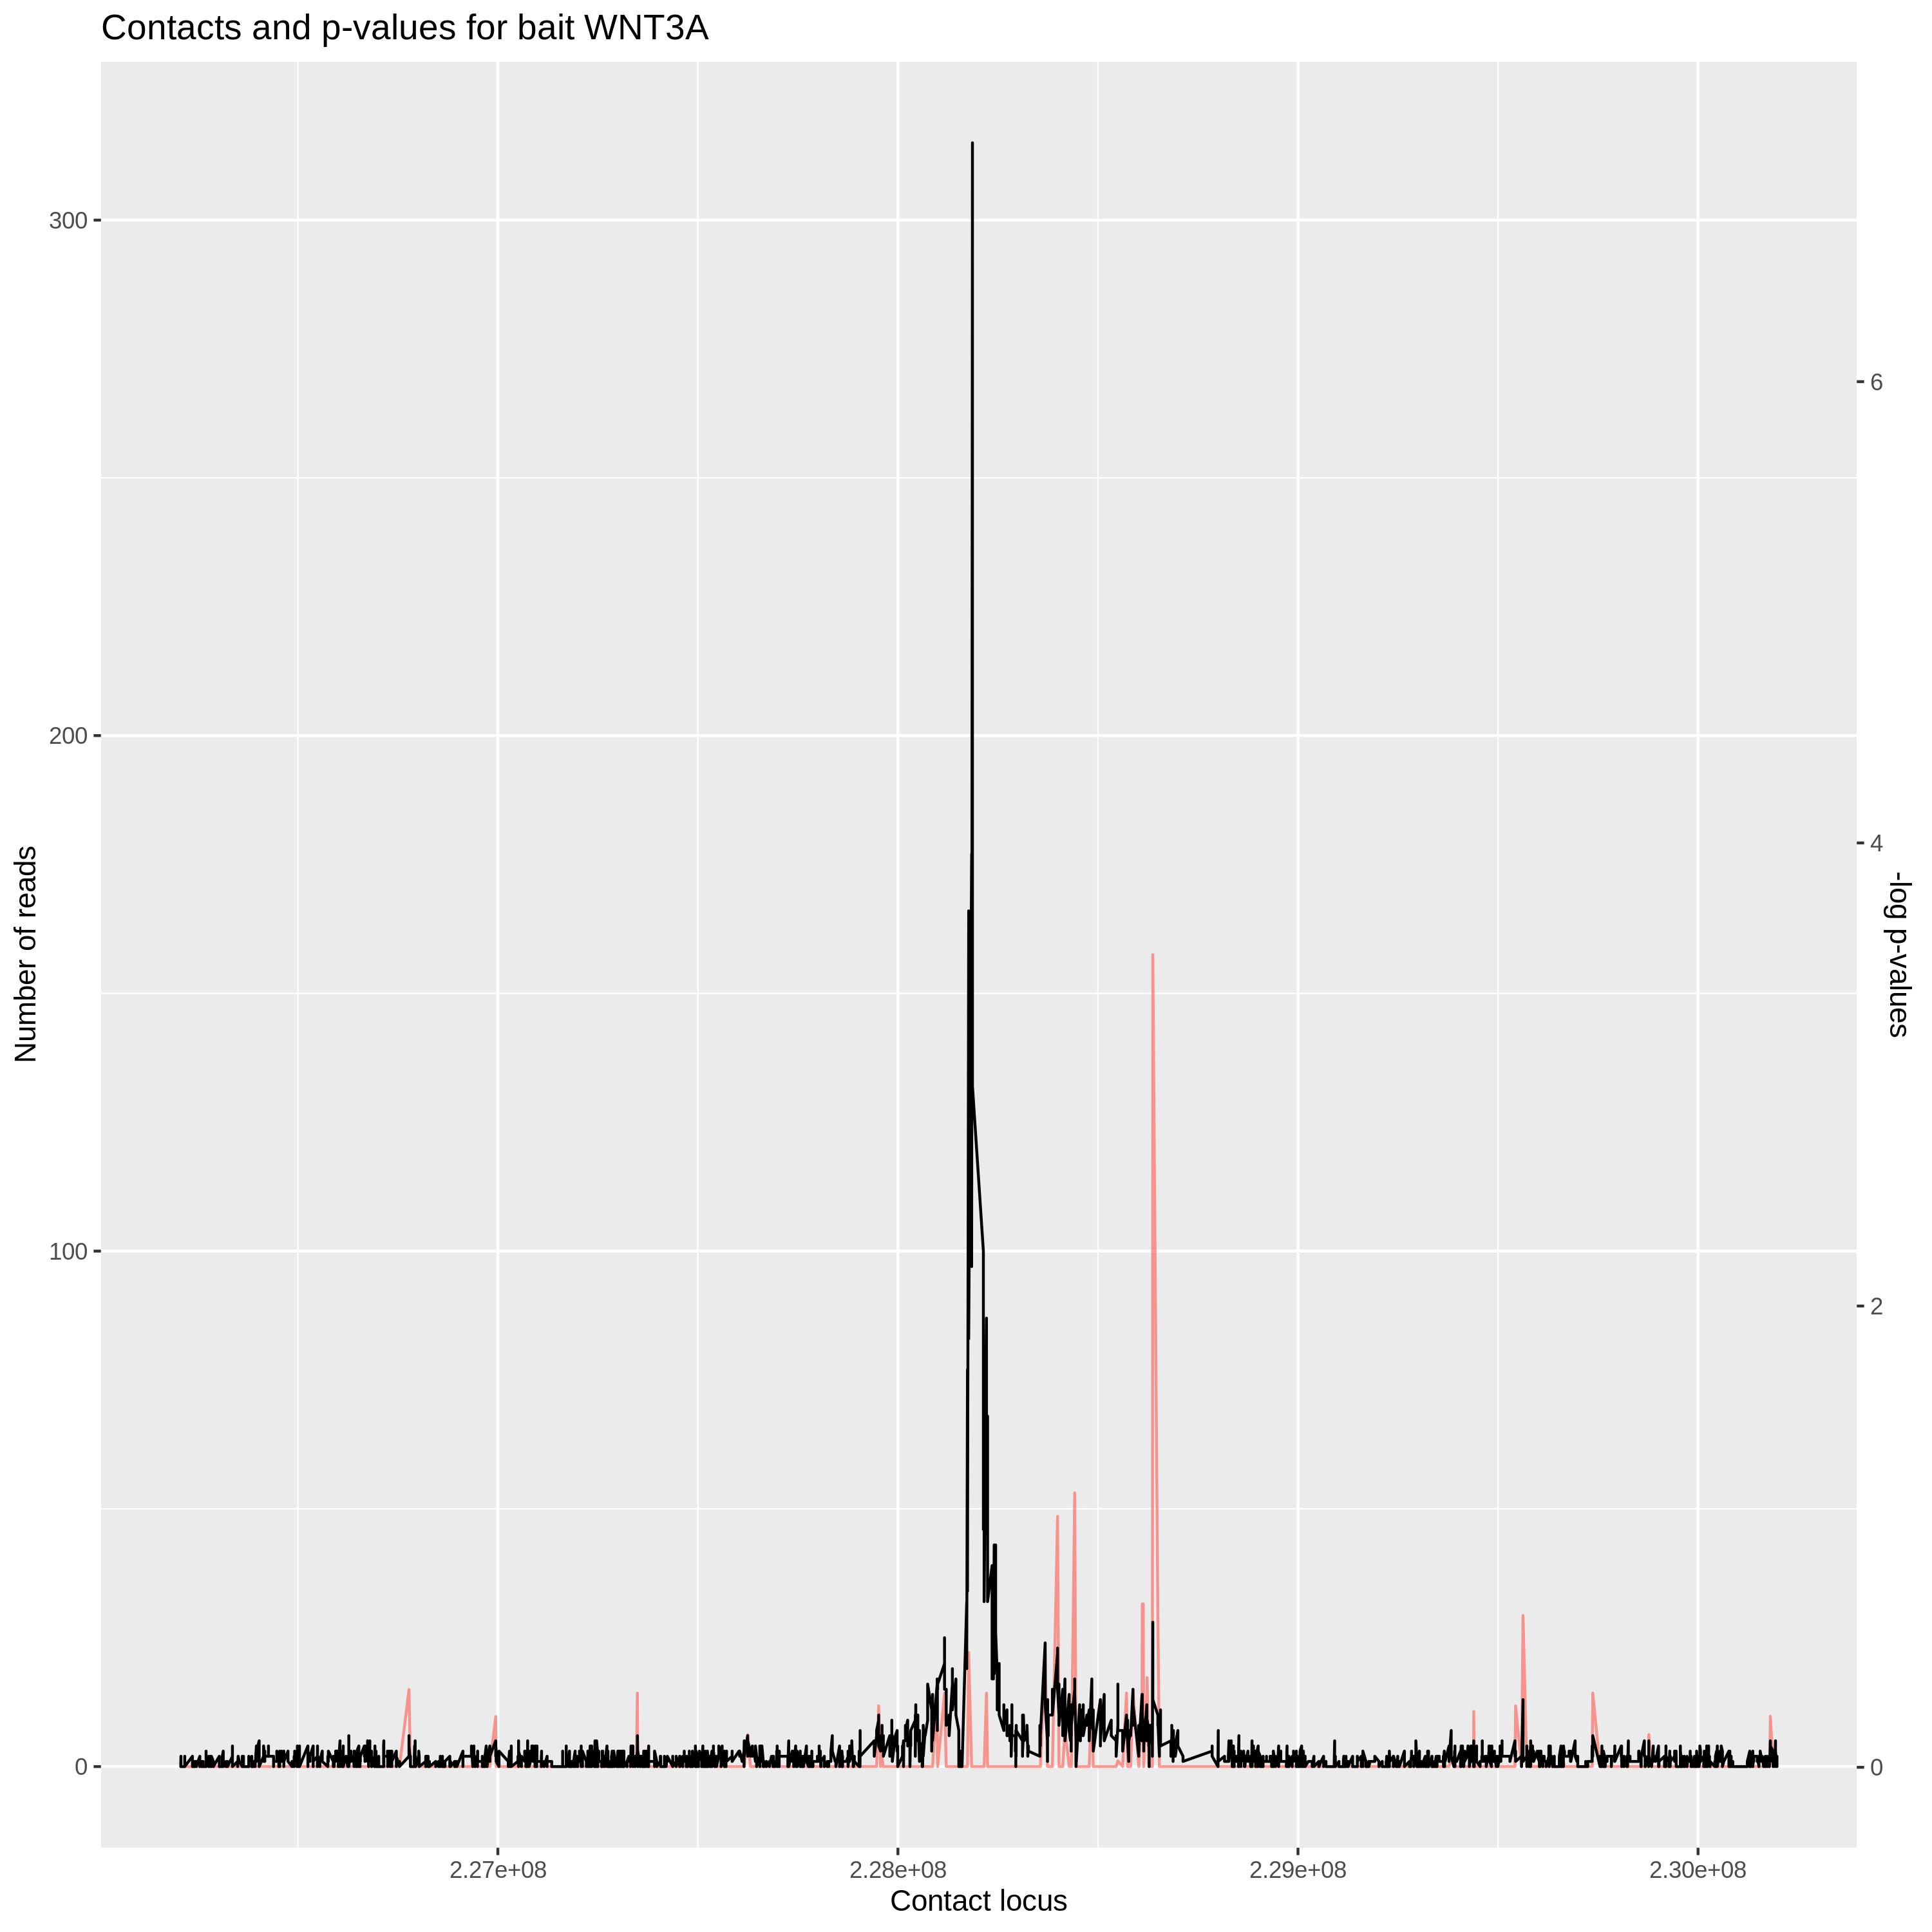 Contacts and p-values for bait WNT3A
300
200
100
0
Number of reads
6
4
2
0
-log p-values
2.27e+08 2.28e+08 2.29e+08 2.30e+08
Contact locus